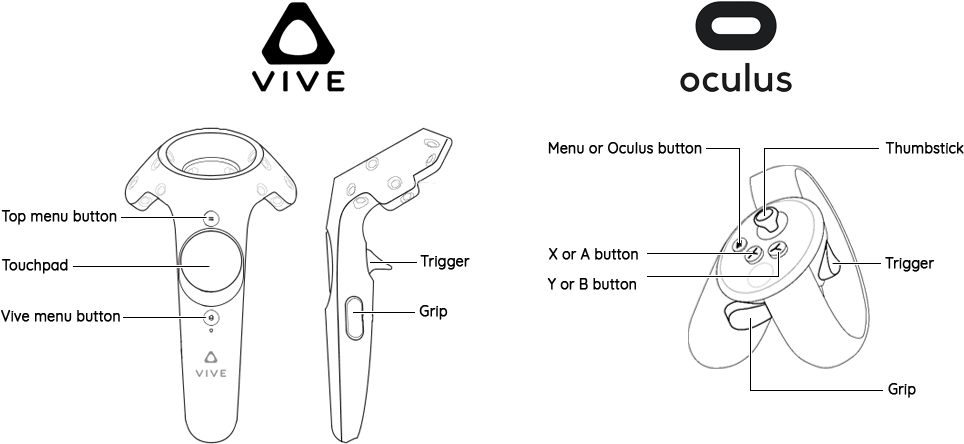 VIVE
oculus
Top menu button
Touchpad
Vive menu button
VIVE
Trigger
Grip
Menu or Oculus button
Thumbstick
X or A button
Y or B button
Trigger
Grip
Y